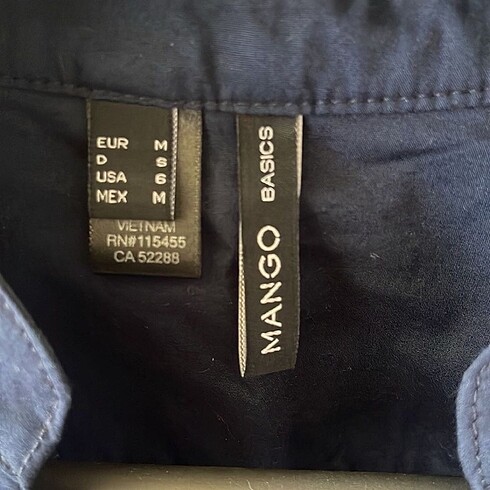 EUR M
D S
USA 6
MEX M
VIETNAM
RN#115455
CA 52288
MANGO BASICS